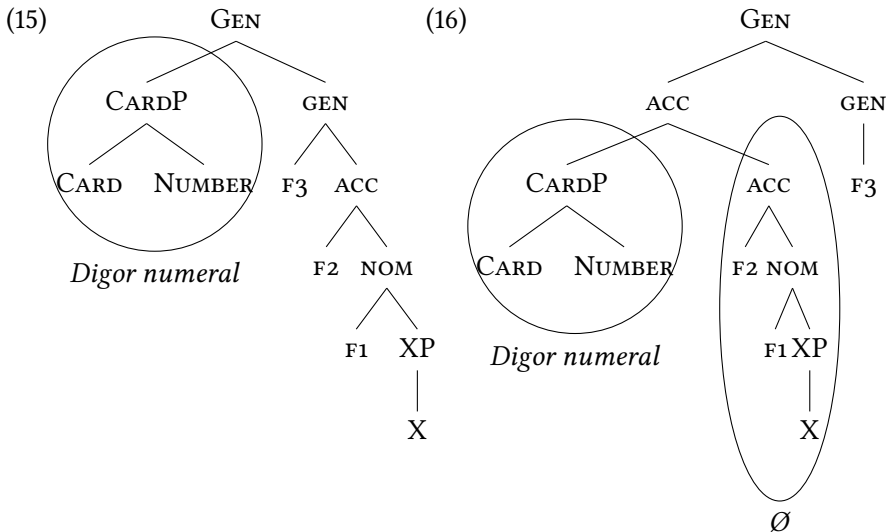 (15)
GEN
CARDP
GEN
CARD NUMBER F3 ACC
Digor numeral
F2 NOM
F1 XP
X
(16)
GEN
ACC GEN
CARDP ACC F3
CARD NUMBER F2 NOM
Digor numeral
F1 XP
X
Ø